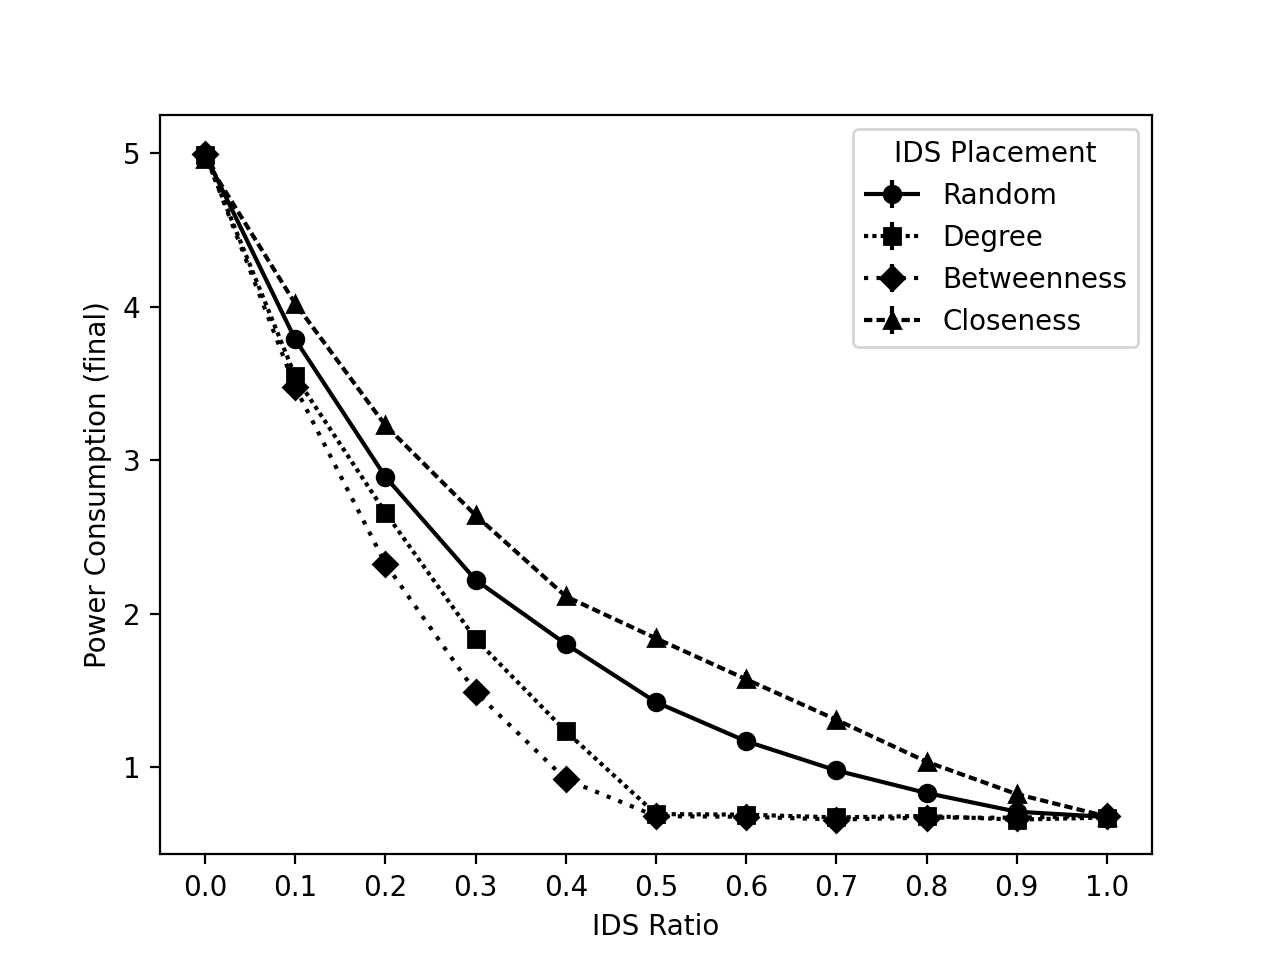 IDS Placement
Random
Degree
Betweenness
Closeness
Power Consumption (final)
5
4
3
2
1
0.0 0.1 0.2 0.3 0.4 0.5 0.6 0.7 0.8 0.9 1.0
IDS Ratio